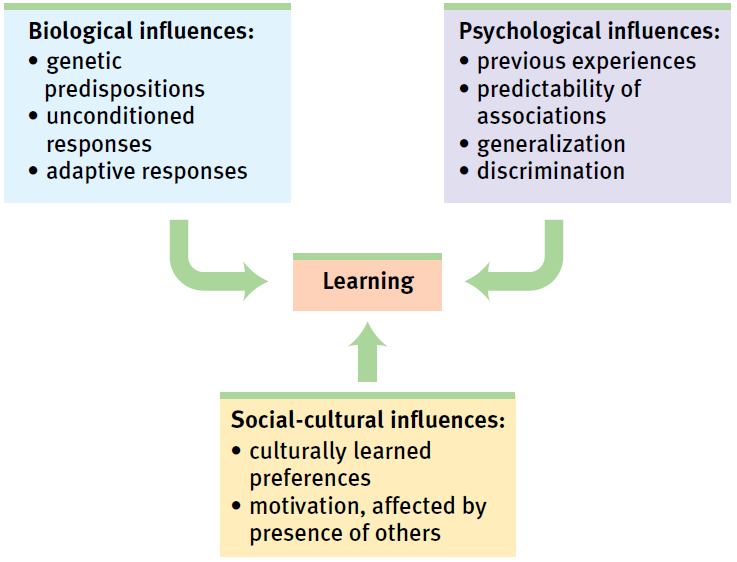 Biological influences:
• genetic
predispositions
• unconditioned
responses
• adaptive responses
Psychological influences:
• previous experiences
• predictability of
associations
• generalization
• discrimination
Learning
Social-cultural influences:
• culturally learned
preferences
• motivation, affected by
presence of others